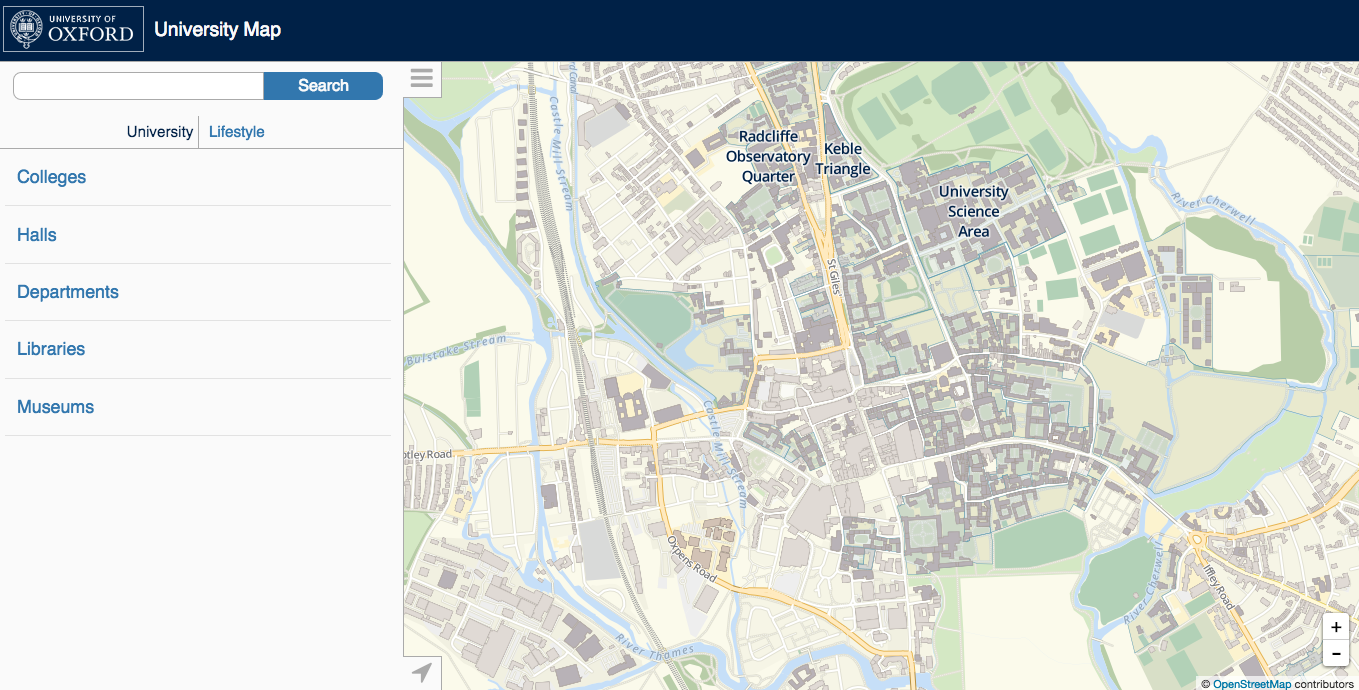 UNIVERSITY OF
OXFORD
University Map
Search
University
Lifestyle
Colleges
Halls
Departments
Libraries
Museums
Castle Mill Stream
Radcliffe
Observatory
Quarter
Keble
Triangle
University
Science
Area
River Cherwell
St Giles'
Bulstake Stream
Castle Mill Stream
otley Road
Oxpens Road
River Thames
River Cherwell
Iffley Road
+
-
© OpenStreetMap contributors